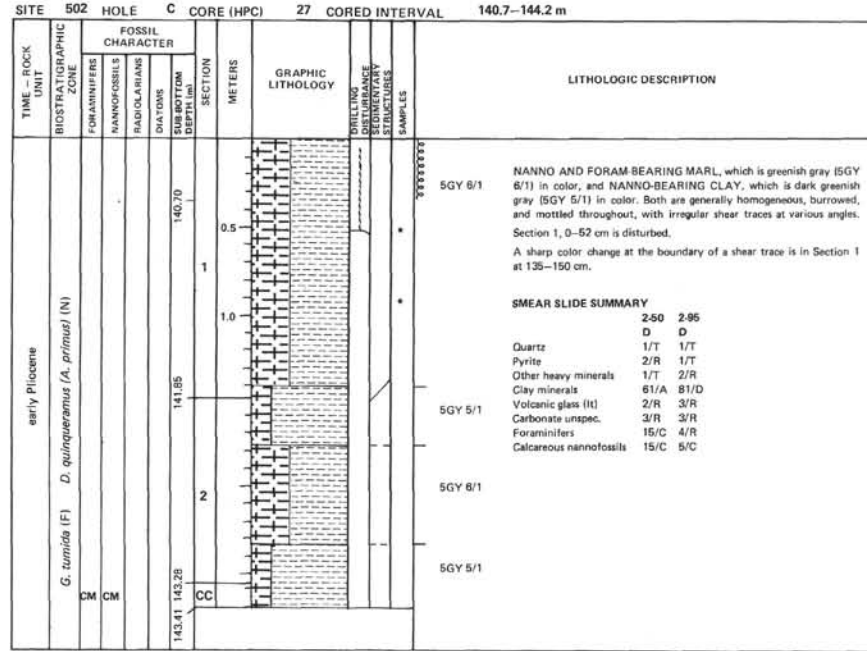 SITE 502 HOLE C CORE (HPC) 27 CORED INTERVAL 140.7–144.2 m
TIME – ROCK UNIT
BIOSTRATIGRAPHIC ZONE
FOSSIL CHARACTER
FORAMINIFERS
NANNOFOSSILS
RADIOLARIANS
DIATOMS
SUB-BOTTOM DEPTH (m)
SECTION
METERS
GRAPHIC LITHOLOGY
DRILLING DISTURBANCE
SEDIMENTARY STRUCTURES
SAMPLES
LITHOLOGIC DESCRIPTION
early Pliocene
G. tumida (F) D. quinqueramus (A. primus) (N)
CM CM
140.70
141.85
143.28
143.41
1
2
CC
0.5
1.0
*
*
5GY 6/1
5GY 5/1
5GY 6/1
5GY 5/1
NANNO AND FORAM-BEARING MARL, which is greenish gray (5GY
6/1) in color, and NANNO-BEARING CLAY, which is dark greenish
gray (5GY 5/1) in color. Both are generally homogeneous, burrowed,
and mottled throughout, with irregular shear traces at various angles.
Section 1, 0–52 cm is disturbed.
A sharp color change at the boundary of a shear trace is in Section 1
at 135–150 cm.
SMEAR SLIDE SUMMARY
2-50 2-95
D D
Quartz 1/T 1/T
Pyrite 2/R 1/T
Other heavy minerals 1/T 2/R
Clay minerals 61/A 81/D
Volcanic glass (lt) 2/R 3/R
Carbonate unspec. 3/R 3/R
Foraminifers 15/C 4/R
Calcareous nannofossils 15/C 5/C